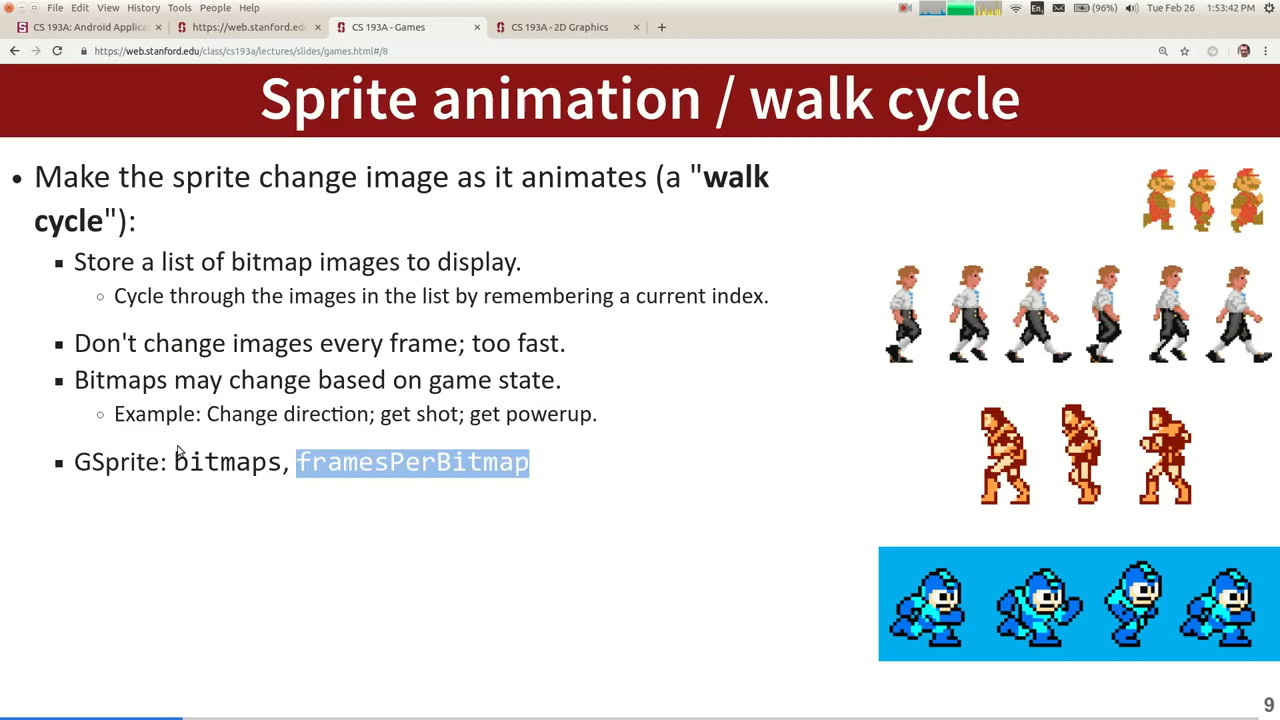 File Edit View History Tools People Help
En. (96%) Tue Feb 26 1:53:42 PM
CS 193A: Android Applica × https://web.stanford.edu/ × CS 193A - Games × CS 193A - 2D Graphics × +
https://web.stanford.edu/class/cs193a/lectures/slides/games.html#/8
Sprite animation / walk cycle
• Make the sprite change image as it animates (a "walk
cycle"):
▪ Store a list of bitmap images to display.
◦ Cycle through the images in the list by remembering a current index.
▪ Don't change images every frame; too fast.
▪ Bitmaps may change based on game state.
◦ Example: Change direction; get shot; get powerup.
▪ GSprite: bitmaps, framesPerBitmap
9